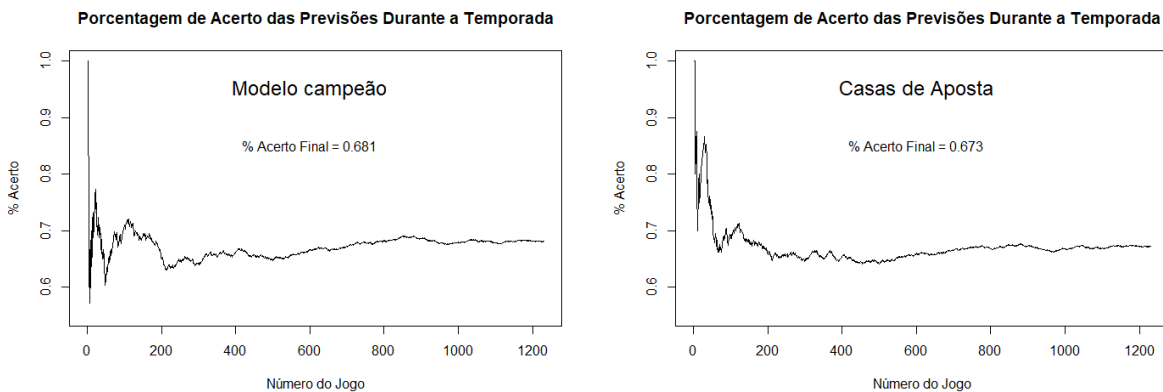 Porcentagem de Acerto das Previsões Durante a Temporada
Modelo campeão
% Acerto Final = 0.681
% Acerto
1.0
0.9
0.8
0.7
0.6
0 200 400 600 800 1000 1200
Número do Jogo
Porcentagem de Acerto das Previsões Durante a Temporada
Casas de Aposta
% Acerto Final = 0.673
% Acerto
1.0
0.9
0.8
0.7
0.6
0 200 400 600 800 1000 1200
Número do Jogo